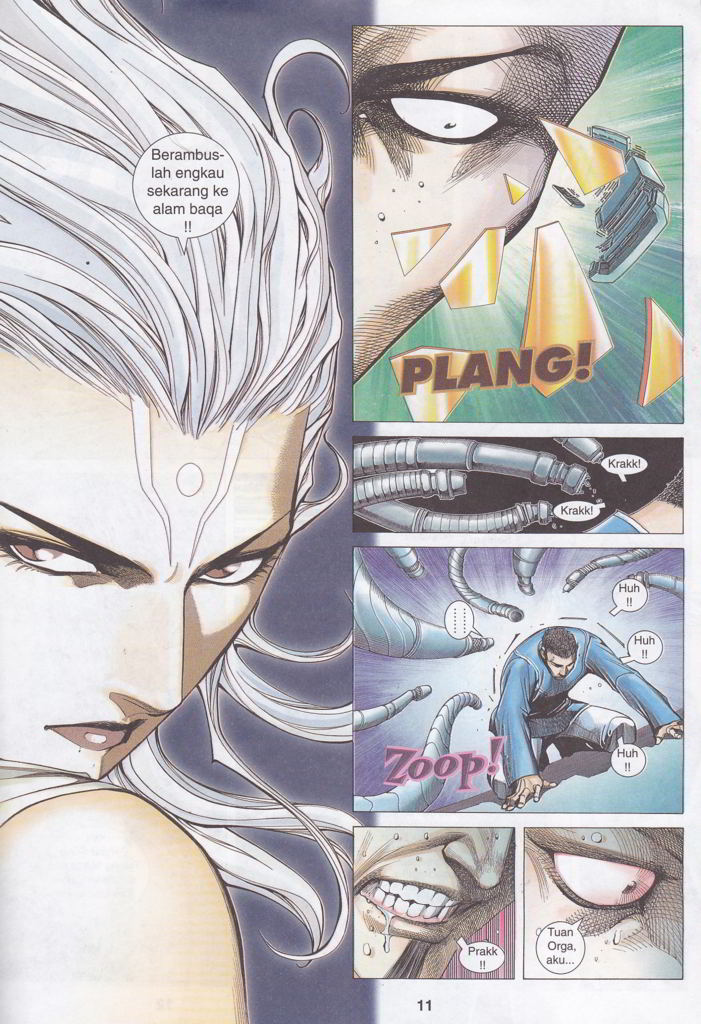 Berambus-
lah engkau
sekarang ke
alam baqa
!!
PLANG!
Krakk!
Krakk!
Huh
!!
.......
Huh
!!
Zoop!
Huh
!!
Prakk
!!
Tuan
Orga,
aku...
11